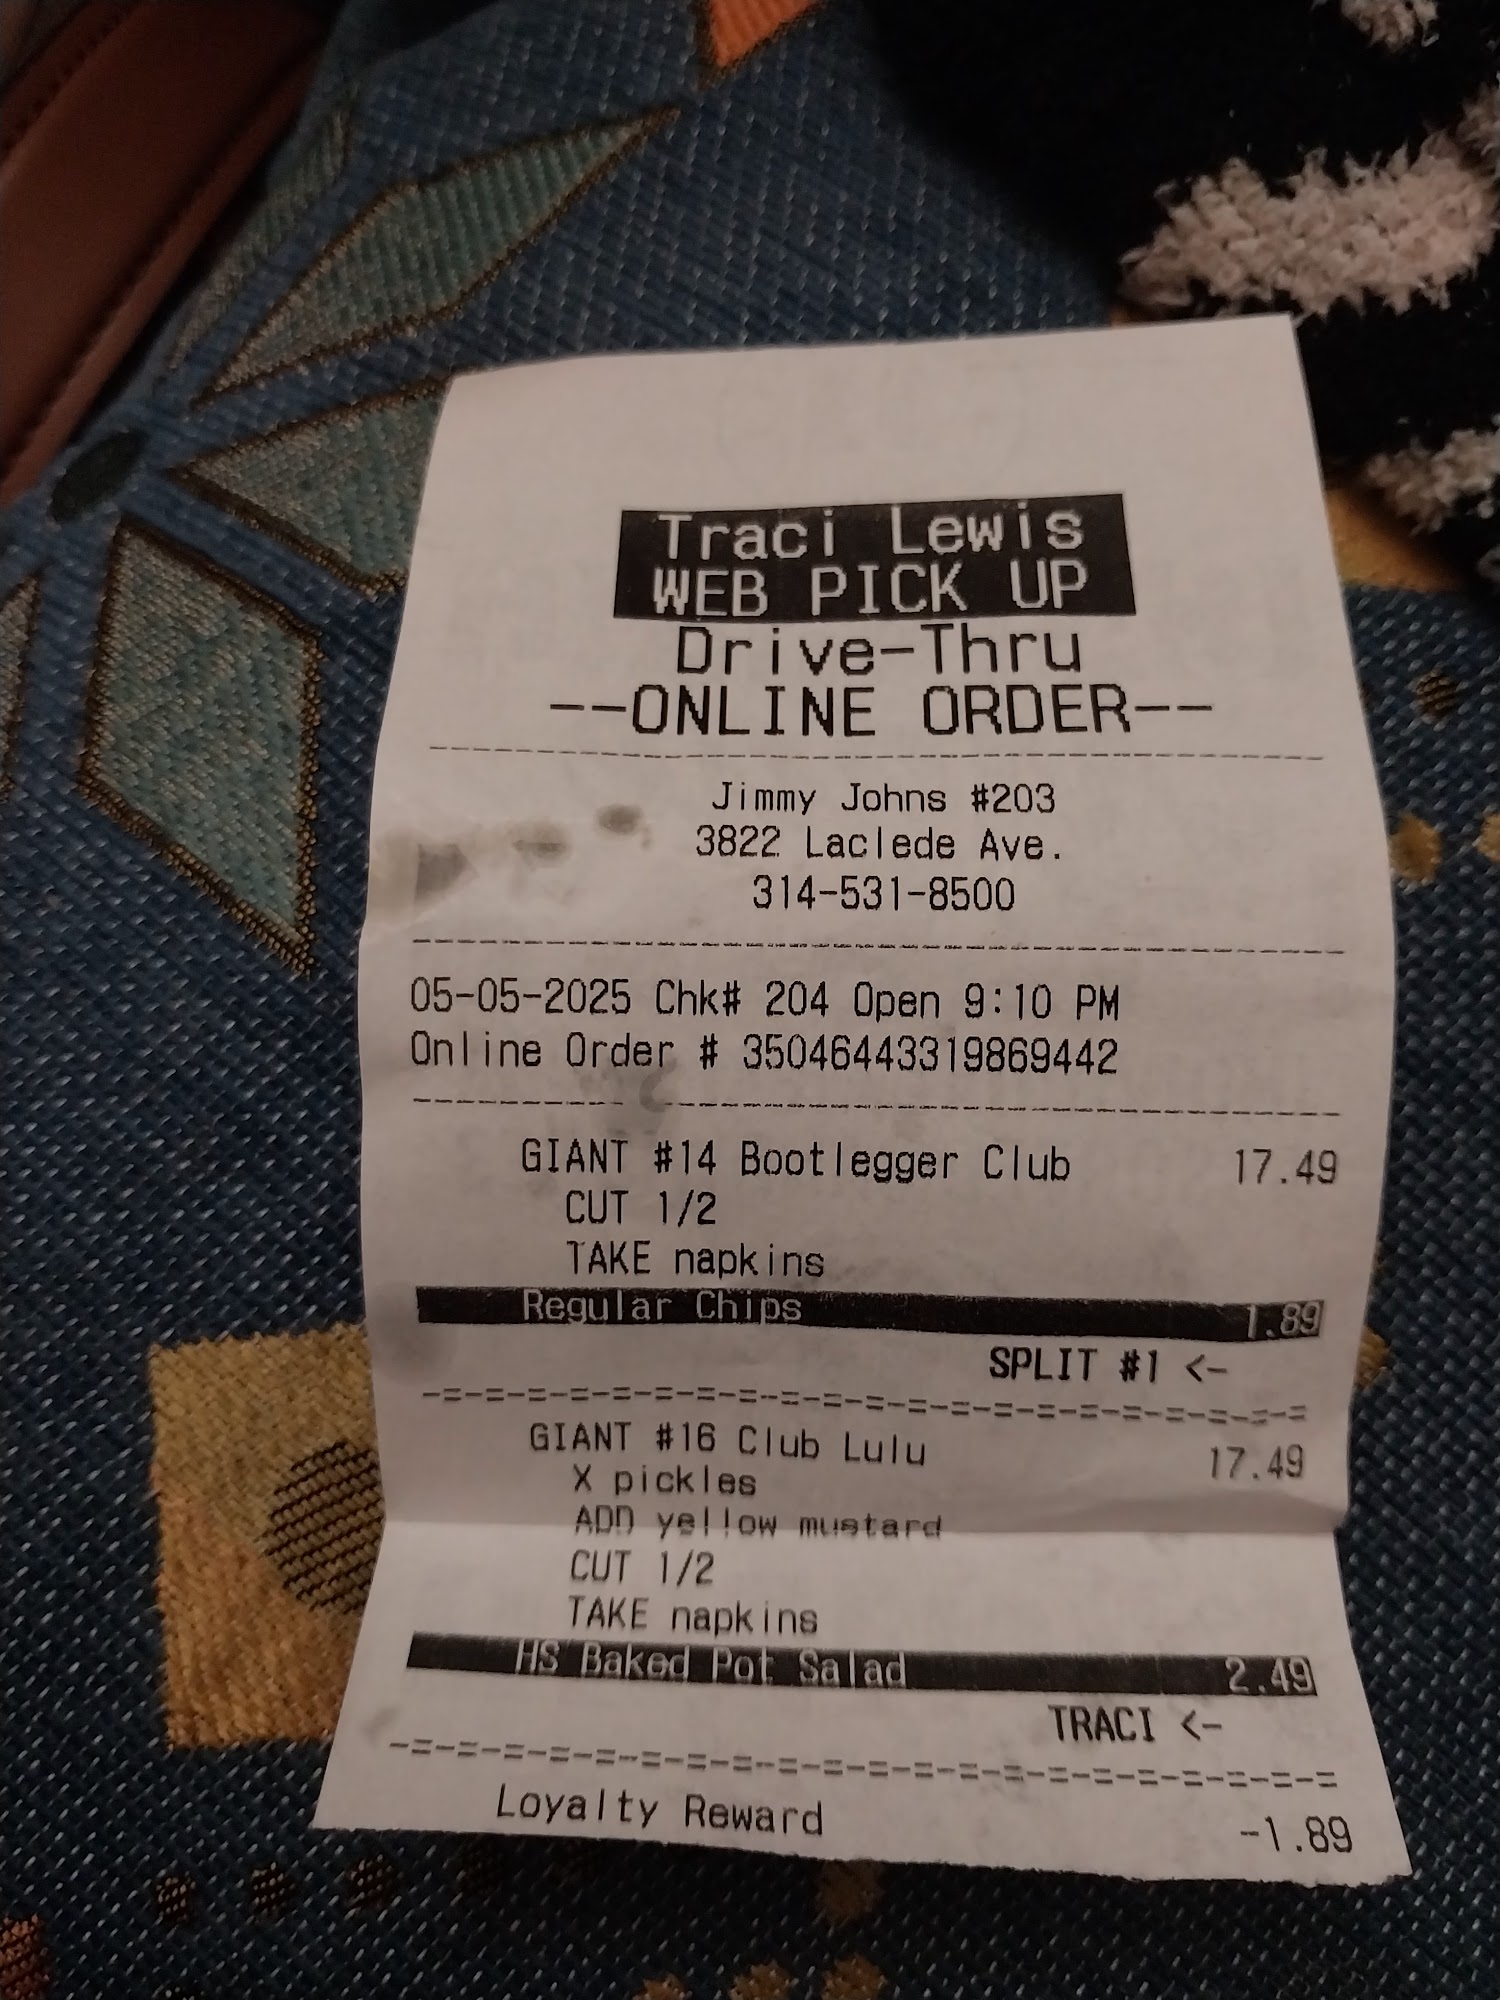 Traci Lewis
WEB PICK UP
Drive-Thru
--ONLINE ORDER--
Jimmy Johns #203
3822 Laclede Ave.
314-531-8500
05-05-2025 Chk# 204 Open 9:10 PM
Online Order # 35046443319869442
GIANT #14 Bootlegger Club 17.49
CUT 1/2
TAKE napkins
Regular Chips 1.89
SPLIT #1 <-
-=-=-=-=-=-=-=-=-=-=-=-=-=-=-=-=-=-=-=-=-=
GIANT #16 Club Lulu 17.49
X pickles
ADD yellow mustard
CUT 1/2
TAKE napkins
HS Baked Pot Salad 2.49
TRACI <-
-=-=-=-=-=-=-=-=-=-=-=-=-=-=-=-=-=-=-=-=-=
Loyalty Reward -1.89